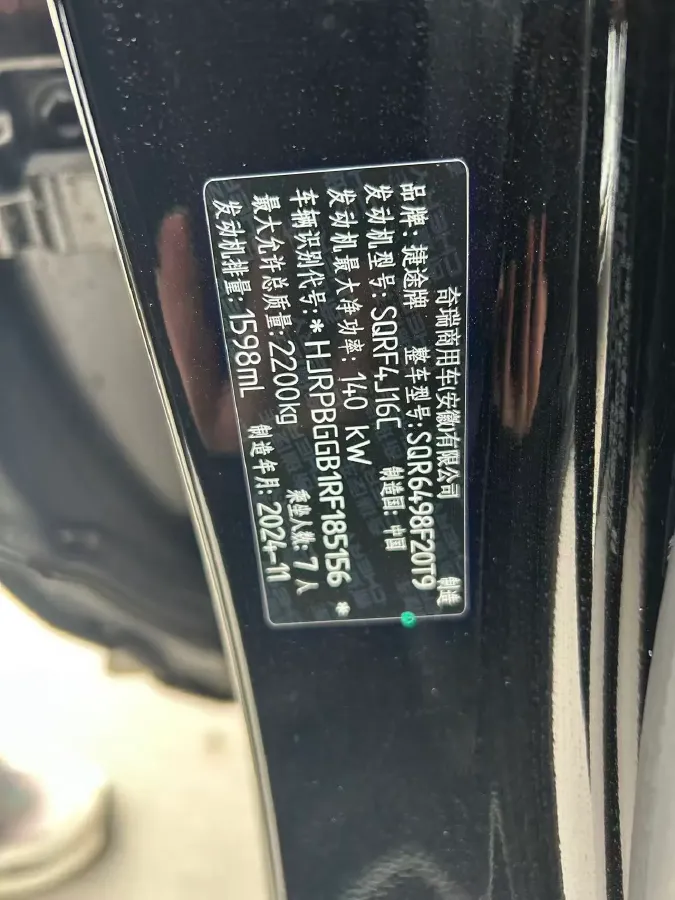 奇瑞商用车(安徽)有限公司 制造
品牌: 捷途牌 整车型号:SQR6498F20T9
发动机型号: SQRF4J16C 制造国: 中国
发动机最大净功率: 140 kW
车辆识别代号:*HJRPBGGB1RF185156*
最大允许总质量:2200kg 乘坐人数: 7 人
发动机排量:1598mL 制造年月: 2024-11